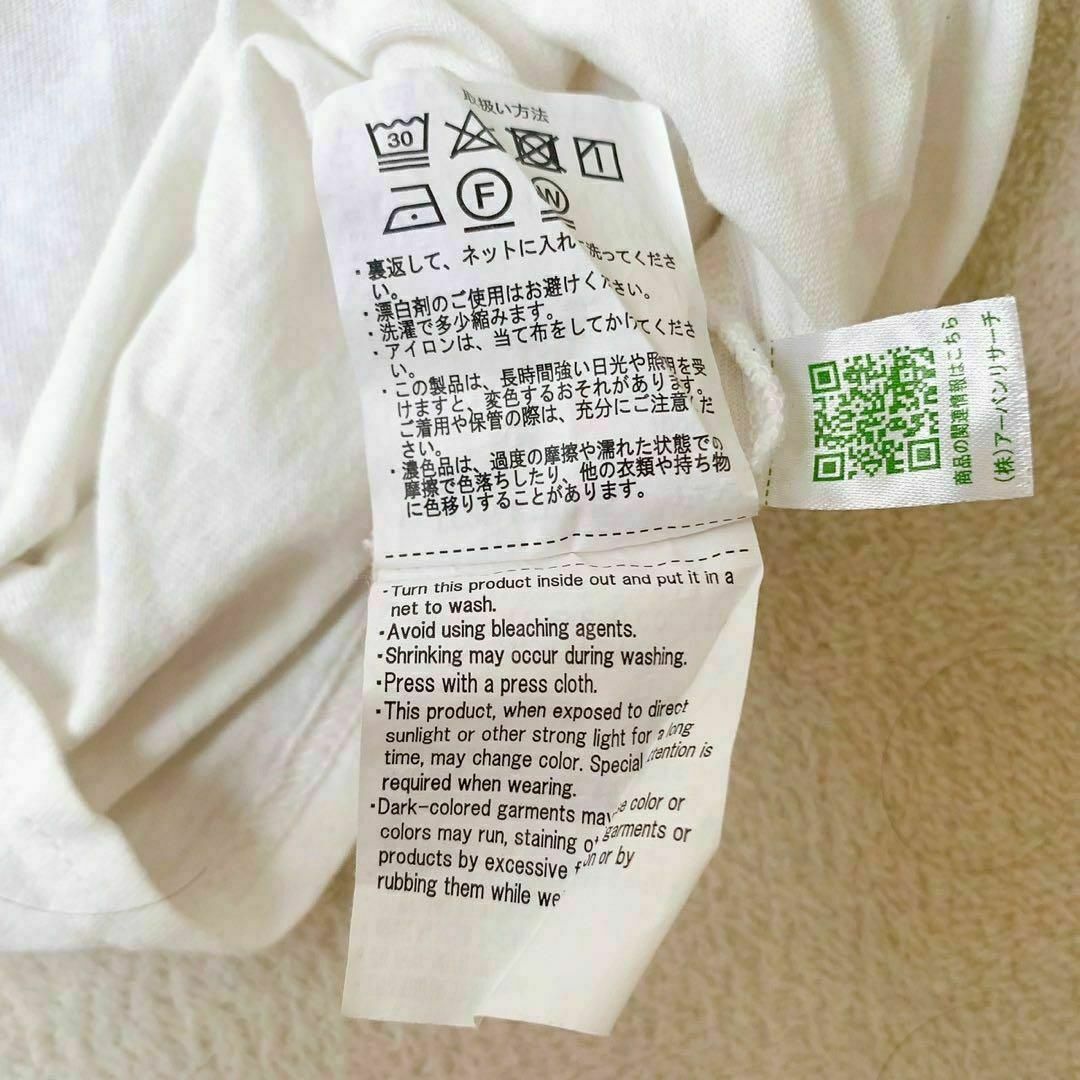 取扱い方法
30
F
W
・裏返して、ネットに入れ 洗ってくださ
い。
・漂白剤のご使用はお避けください。
・洗濯で多少縮みます。
・アイロンは、当て布をしてかけてくださ
い。
・この製品は、長時間強い日光や照明を受
けますと、変色するおそれがあります。
ご着用や保管の際は、充分にご注意くだ
さい。
・濃色品は、過度の摩擦や濡れた状態での
摩擦で色落ちしたり、他の衣類や持ち物
に色移りすることがあります。
・Turn this product inside out and put it in a
net to wash.
・Avoid using bleaching agents.
・Shrinking may occur during washing.
・Press with a press cloth.
・This product, when exposed to direct
sunlight or other strong light for a long
time, may change color. Special attention is
required when wearing.
・Dark-colored garments may color or
colors may run, staining garments or
products by excessive or by
rubbing them while
商品の関連情報はこちら
(株)アーバンリサーチ